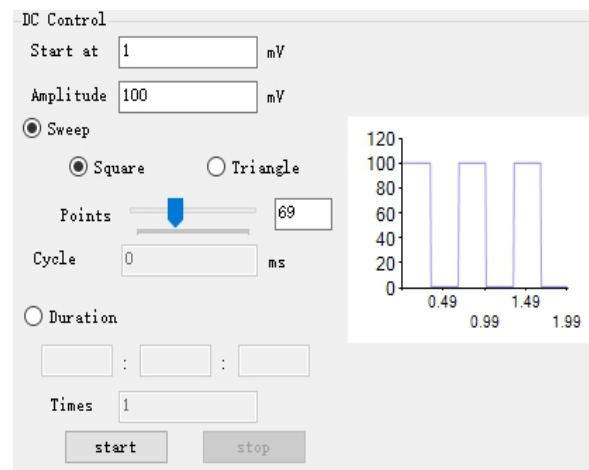 DC Control
Start at 1 mV
Amplitude 100 mV
Sweep
Square Triangle
Points 69
Cycle 0 ms
Duration
: :
Times 1
start stop
120
100
80
60
40
20
0
0.49 1.49
0.99 1.99